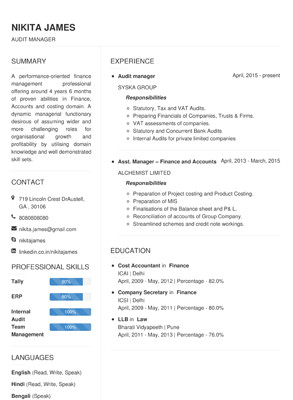 NIKITA JAMES
AUDIT MANAGER
SUMMARY
A performance-oriented finance
management professional
offering around 4 years 6 months
of proven abilities in Finance,
Accounts and costing domain. A
dynamic managerial functionary
desirous of assuming wider and
more challenging roles for
organisational growth and
profitability by utilising domain
knowledge and well demonstrated
skill sets.
CONTACT
719 Lincoln Crest DrAustell,
GA , 30106
8080808080
nikita.james@gmail.com
nikitajames
linkedin.co.in/nikitajames
PROFESSIONAL SKILLS
Tally
ERP
Internal
Audit
100%
Team
Management
100%
LANGUAGES
English (Read, Write, Speak)
Hindi (Read, Write, Speak)
Bengali (Speak)
EXPERIENCE
Audit manager April, 2015 - present
SYSKA GROUP
Responsibilities
Statutory, Tax and VAT Audits.
Preparing Financials of Companies, Trusts & Firms.
VAT assessments of companies.
Statutory and Concurrent Bank Audits
Internal Audits for private limited companies
Asst. Manager – Finance and Accounts April, 2013 - March, 2015
ALCHEMIST LIMITED
Responsibilities
Preparation of Project costing and Product Costing
Preparation of MIS
Finalisations of the Balance sheet and P& L.
Reconciliation of accounts of Group Company.
Streamlined schemes and credit note workings.
EDUCATION
Cost Accountant in Finance
ICAI | Delhi
April, 2009 - May, 2012 | Percentage - 82.0%
Company Secretary in Finance
ICSI | Delhi
April, 2009 - May, 2011 | Percentage - 80.0%
LLB in Law
Bharati Vidyapeeth | Pune
April, 2011 - May, 2013 | Percentage - 76.0%